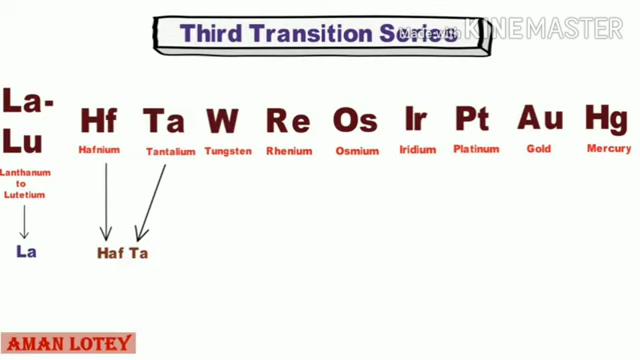 Third Transition Series
Made with KINEMASTER
La-
Lu
Hf Ta W Re Os Ir Pt Au Hg
Hafnium Tantalium Tungsten Rhenium Osmium Iridium Platinum Gold Mercury
Lanthanum
to
Lutetium
La
Haf Ta
AMAN LOTEY